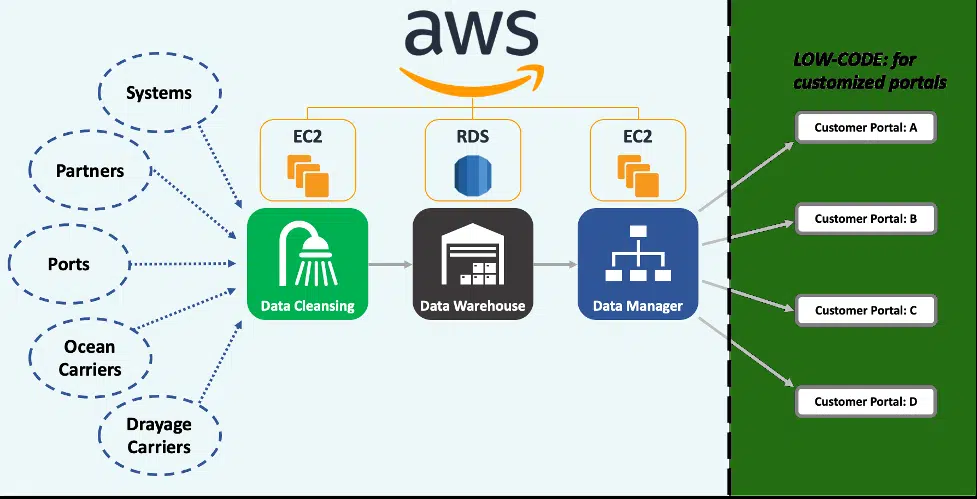 aws
LOW-CODE: for
customized portals
Systems
Partners
Ports
Ocean
Carriers
Drayage
Carriers
EC2
RDS
EC2
Data Cleansing
Data Warehouse
Data Manager
Customer Portal: A
Customer Portal: B
Customer Portal: C
Customer Portal: D